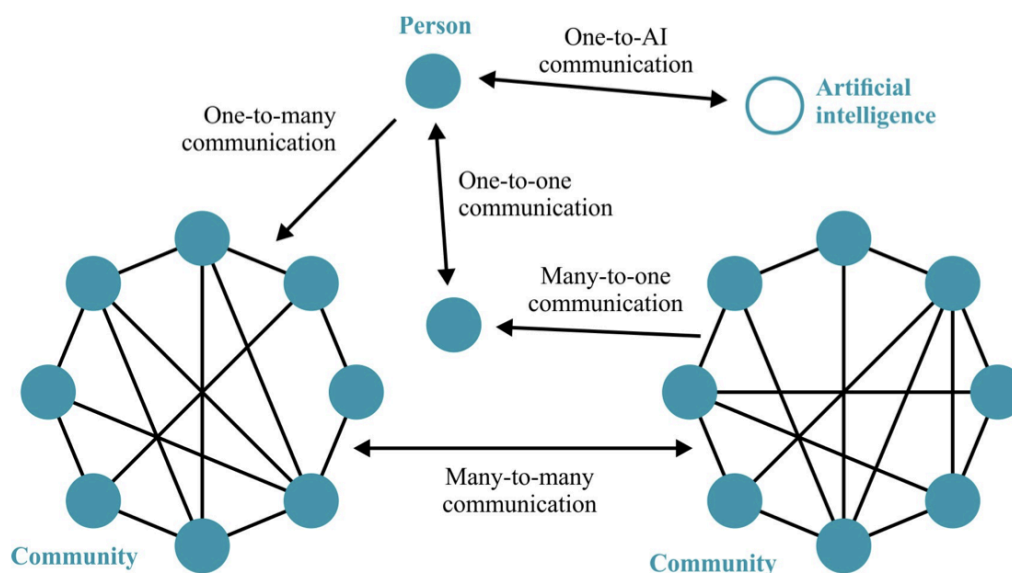 Person
One-to-AI
communication
Artificial
intelligence
One-to-many
communication
One-to-one
communication
Many-to-one
communication
Many-to-many
communication
Community
Community